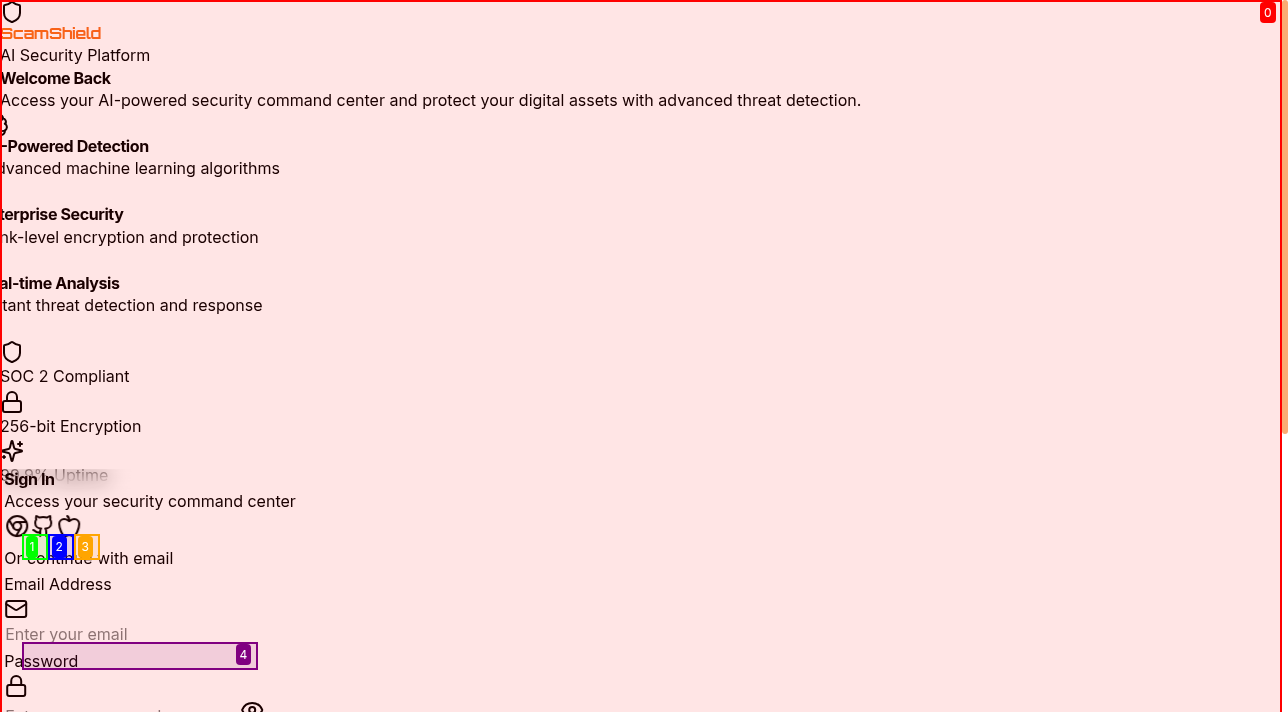 0
ScamShield
AI Security Platform
Welcome Back
Access your AI-powered security command center and protect your digital assets with advanced threat detection.
-Powered Detection
dvanced machine learning algorithms
terprise Security
nk-level encryption and protection
al-time Analysis
tant threat detection and response
SOC 2 Compliant
256-bit Encryption
99.9% Uptime
Sign In
Access your security command center
1 2 3
Or continue with email
Email Address
Enter your email
4
Password